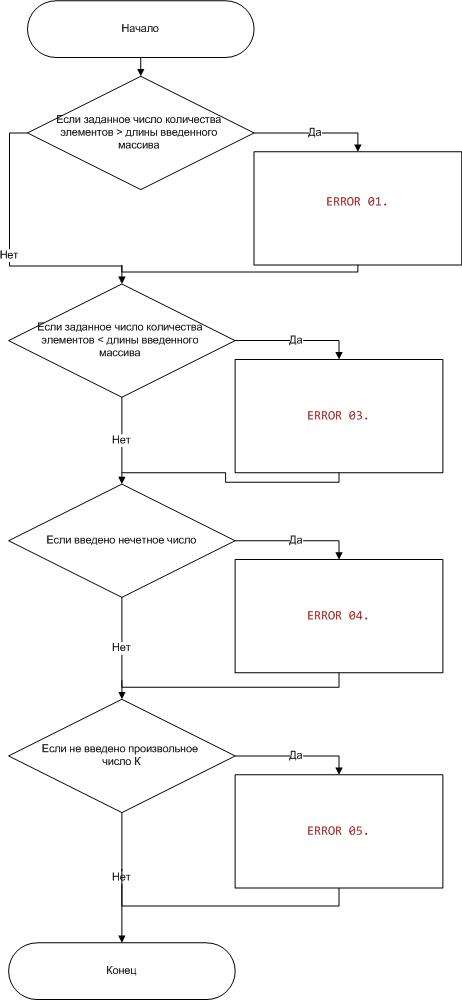 Начало
Если заданное число количества
элементов > длины введенного
массива
Да
ERROR 01.
Нет
Если заданное число количества
элементов < длины введенного
массива
Да
ERROR 03.
Нет
Если введено нечетное число
Да
ERROR 04.
Нет
Если не введено произвольное
число К
Да
ERROR 05.
Нет
Конец